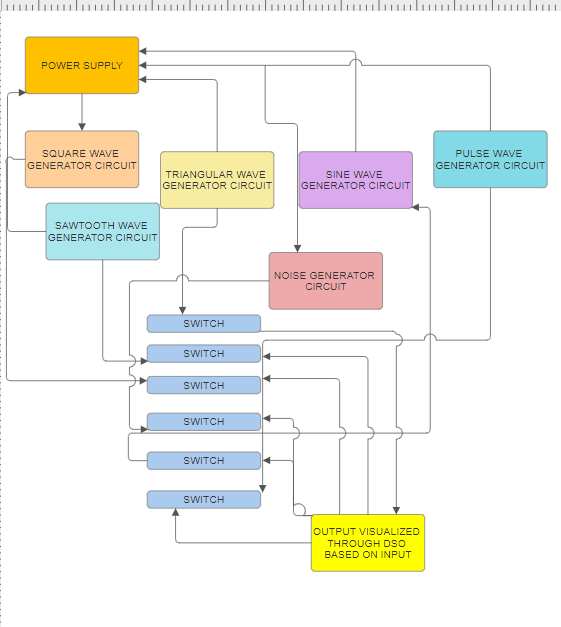 POWER SUPPLY
SQUARE WAVE
GENERATOR CIRCUIT
TRIANGULAR WAVE
GENERATOR CIRCUIT
SINE WAVE
GENERATOR CIRCUIT
PULSE WAVE
GENERATOR CIRCUIT
SAWTOOTH WAVE
GENERATOR CIRCUIT
NOISE GENERATOR
CIRCUIT
SWITCH
SWITCH
SWITCH
SWITCH
SWITCH
SWITCH
OUTPUT VISUALIZED
THROUGH DSO
BASED ON INPUT